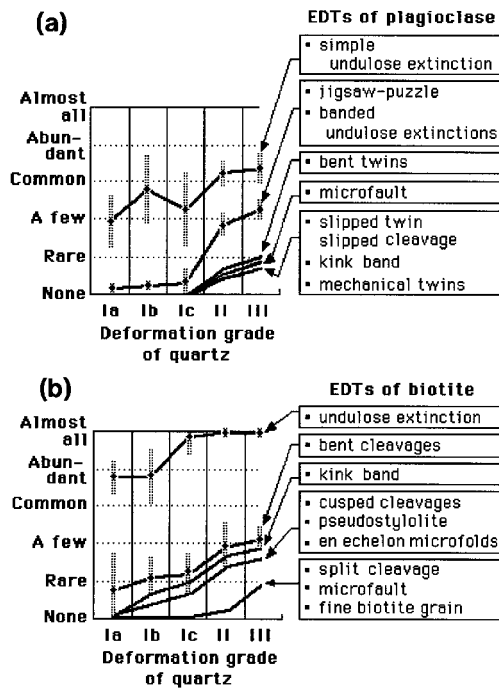 (a)
EDTs of plagioclase
▪ simple
undulose extinction
▪ jigsaw-puzzle
▪ banded
undulose extinctions
▪ bent twins
▪ microfault
▪ slipped twin
slipped cleavage
▪ kink band
▪ mechanical twins
Almost
all
Abun-
dant
Common
A few
Rare
None
Ia Ib Ic II III
Deformation grade
of quartz
(b)
EDTs of biotite
▪ undulose extinction
▪ bent cleavages
▪ kink band
▪ cusped cleavages
▪ pseudostylolite
▪ en echelon microfolds
▪ split cleavage
▪ microfault
▪ fine biotite grain
Almost
all
Abun-
dant
Common
A few
Rare
None
Ia Ib Ic II III
Deformation grade
of quartz